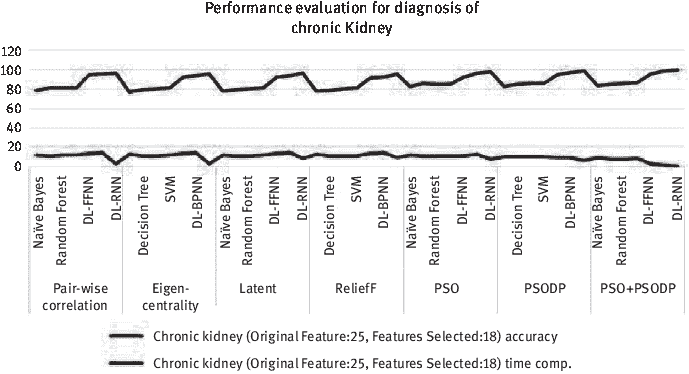 Performance evaluation for diagnosis of
chronic Kidney
120
100
80
60
40
20
0
Naïve Bayes
Random Forest
DL-FFNN
DL-RNN
Decision Tree
SVM
DL-BPNN
Naïve Bayes
Random Forest
DL-FFNN
DL-RNN
Decision Tree
SVM
DL-BPNN
Naïve Bayes
Random Forest
DL-FFNN
DL-RNN
Decision Tree
SVM
DL-BPNN
Naïve Bayes
Random Forest
DL-FFNN
DL-RNN
Pair-wise
correlation
Eigen-
centrality
Latent
ReliefF
PSO
PSODP
PSO+PSODP
Chronic kidney (Original Feature:25, Features Selected:18) accuracy
Chronic kidney (Original Feature:25, Features Selected:18) time comp.